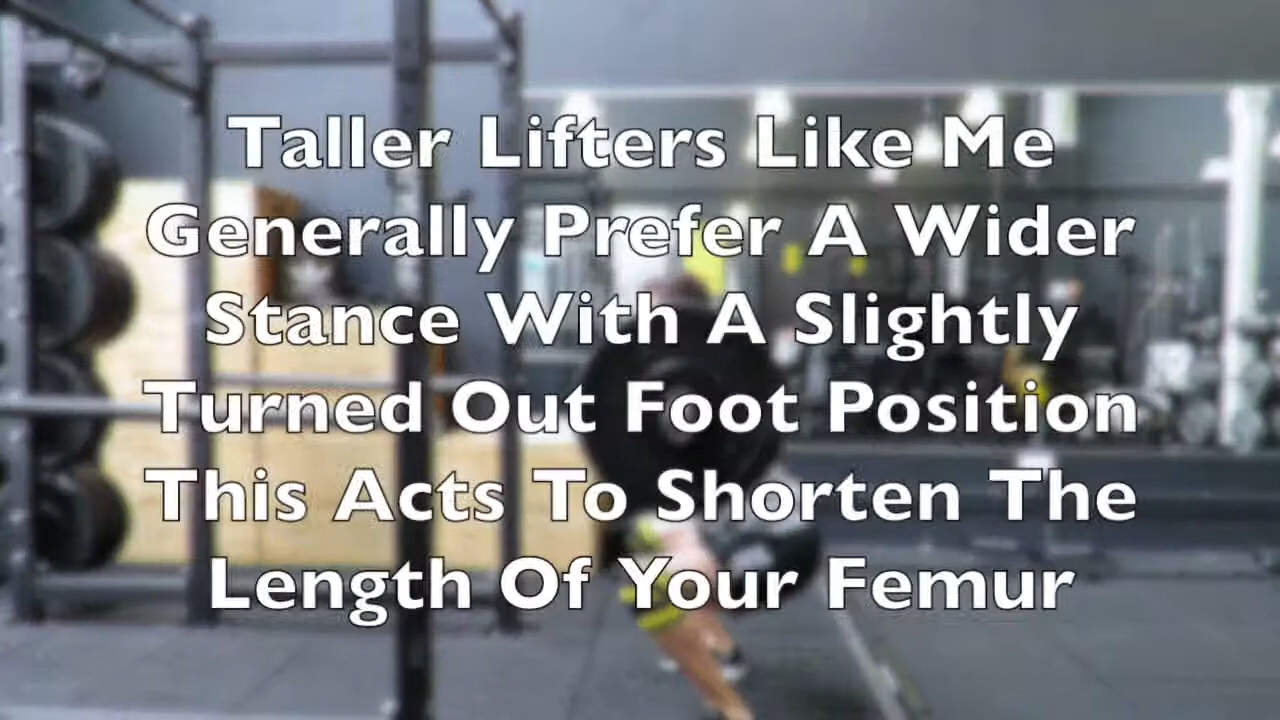 Taller Lifters Like Me
Generally Prefer A Wider
Stance With A Slightly
Turned Out Foot Position
This Acts To Shorten The
Length Of Your Femur